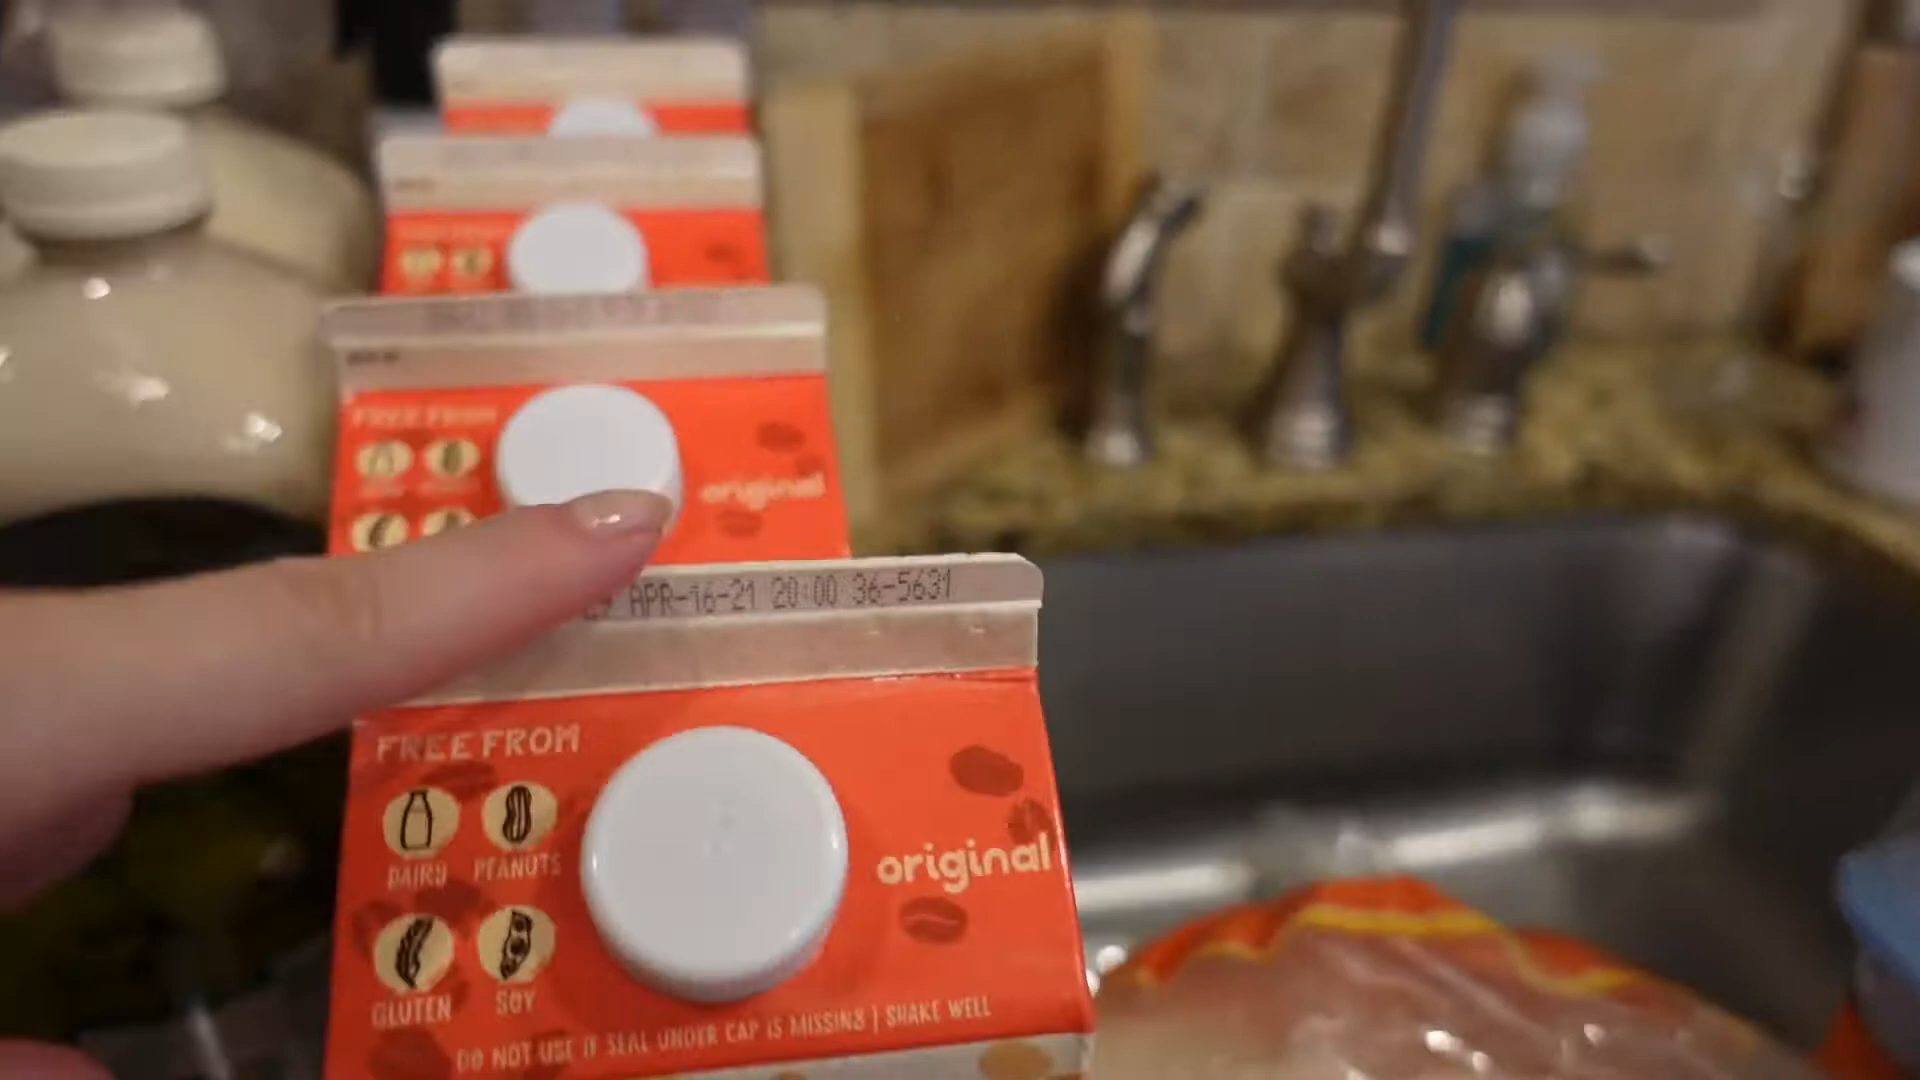 FREE FROM
original
APR-16-21 20:00 36-5631
FREE FROM
DAIRY PEANUTS
original
GLUTEN SOY
DO NOT USE IF SEAL UNDER CAP IS MISSING | SHAKE WELL